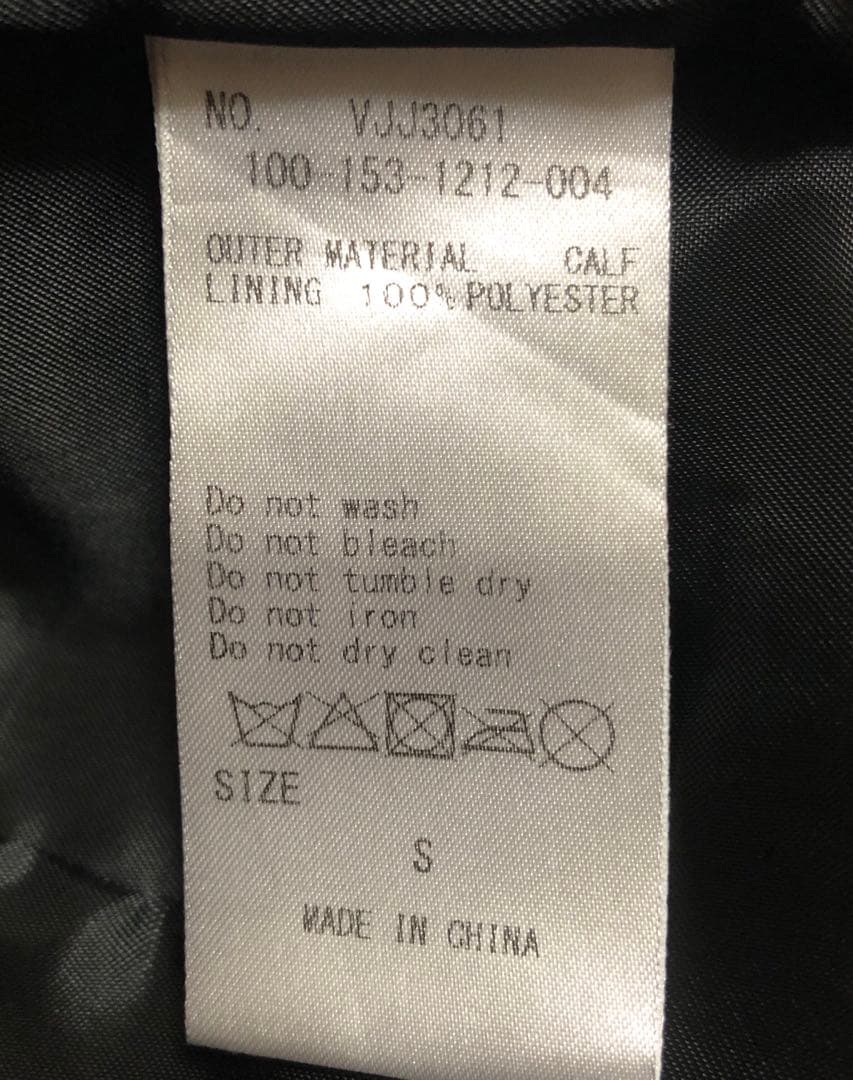 NO. VJJ3061
100-153-1212-004
OUTER MATERIAL CALF
LINING 100% POLYESTER
Do not wash
Do not bleach
Do not tumble dry
Do not iron
Do not dry clean
SIZE
S
MADE IN CHINA